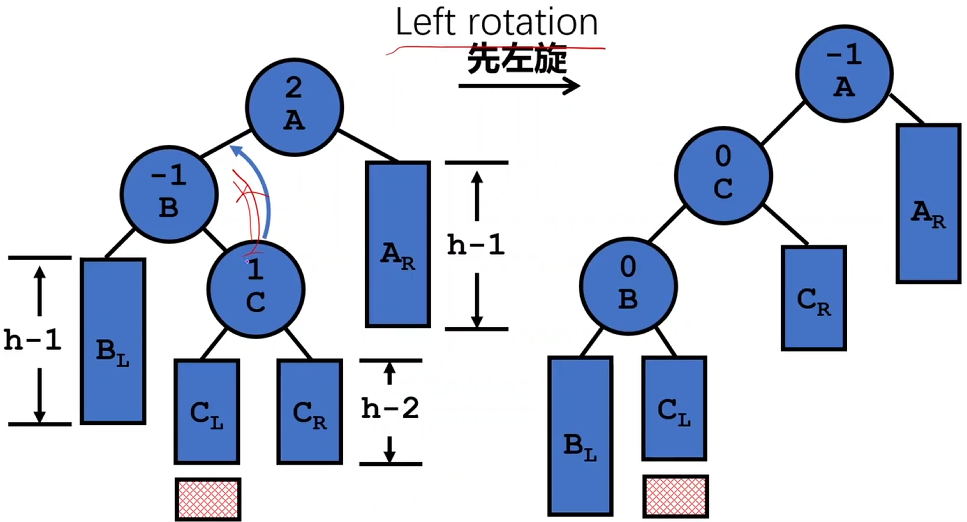 Left rotation
先左旋
2
A
-1
B
1
C
A_R
h-1
h-1
B_L
C_L
C_R
h-2
-1
A
0
C
A_R
0
B
C_R
B_L
C_L